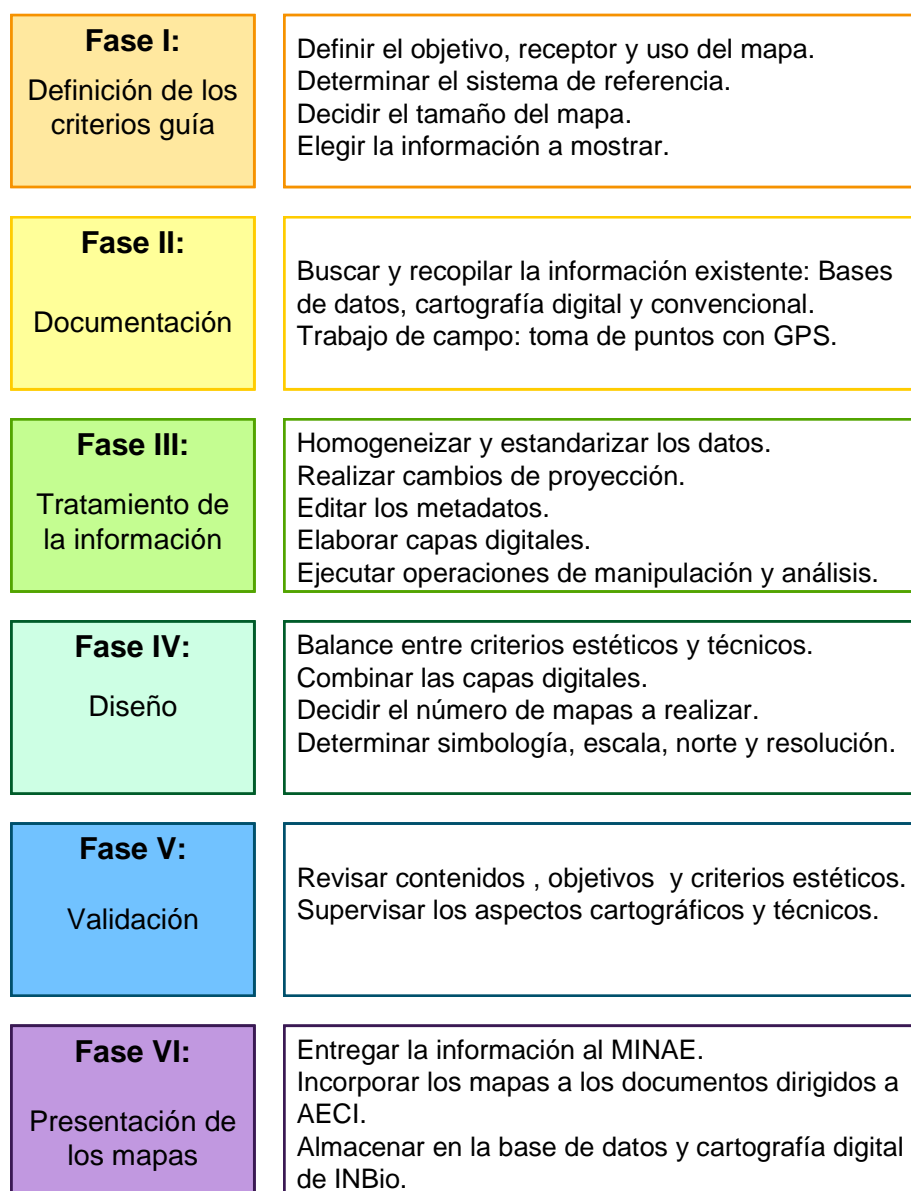 Fase I:
Definición de los
criterios guía
Definir el objetivo, receptor y uso del mapa.
Determinar el sistema de referencia.
Decidir el tamaño del mapa.
Elegir la información a mostrar.
Fase II:
Documentación
Buscar y recopilar la información existente: Bases
de datos, cartografía digital y convencional.
Trabajo de campo: toma de puntos con GPS.
Fase III:
Tratamiento de
la información
Homogeneizar y estandarizar los datos.
Realizar cambios de proyección.
Editar los metadatos.
Elaborar capas digitales.
Ejecutar operaciones de manipulación y análisis.
Fase IV:
Diseño
Balance entre criterios estéticos y técnicos.
Combinar las capas digitales.
Decidir el número de mapas a realizar.
Determinar simbología, escala, norte y resolución.
Fase V:
Validación
Revisar contenidos , objetivos  y criterios estéticos.
Supervisar los aspectos cartográficos y técnicos.
Fase VI:
Presentación de
los mapas
Entregar la información al MINAE.
Incorporar los mapas a los documentos dirigidos a
AECI.
Almacenar en la base de datos y cartografía digital
de INBio.